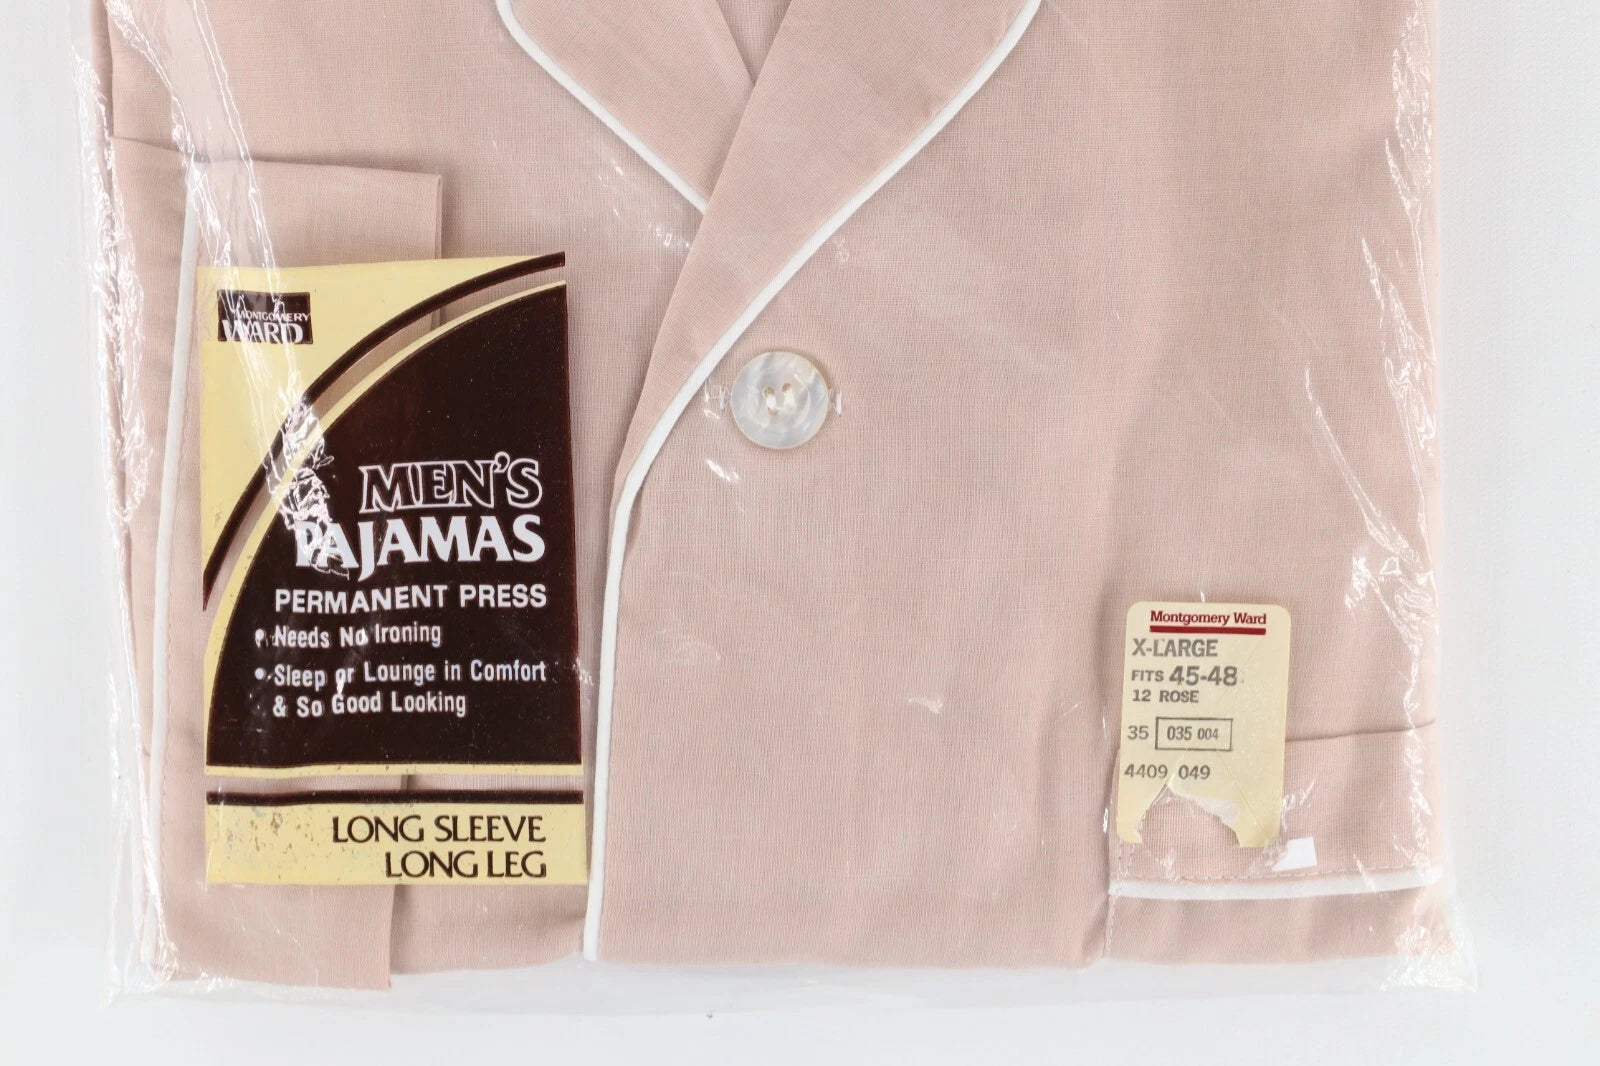 MONTGOMERY
WARD
MEN'S
PAJAMAS
PERMANENT PRESS
• Needs No Ironing
• Sleep or Lounge in Comfort
& So Good Looking
LONG SLEEVE
LONG LEG
Montgomery Ward
X-LARGE
FITS 45-48
12 ROSE
35 035 004
4409 049